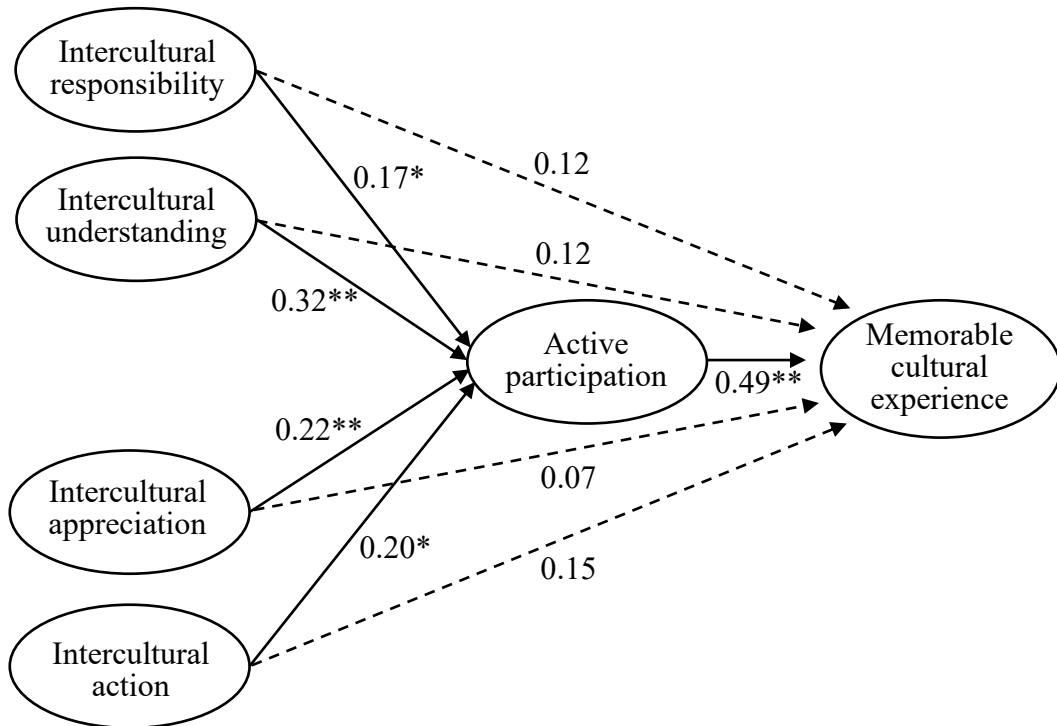 Intercultural
responsibility
0.12
0.17*
Intercultural
understanding
0.12
0.32**
Active
participation
0.49**
Memorable
cultural
experience
0.22**
Intercultural
appreciation
0.07
0.20*
0.15
Intercultural
action